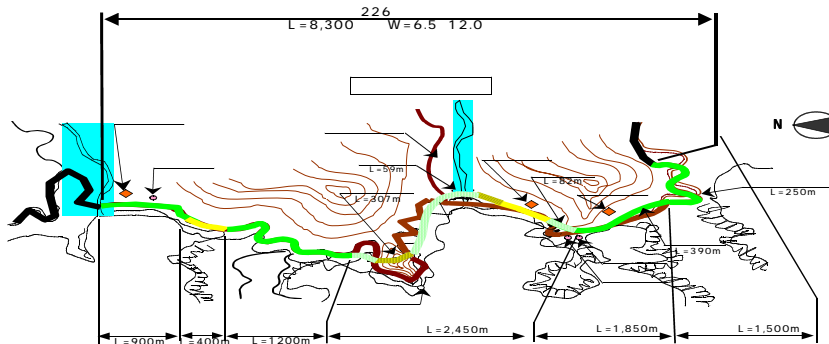 226
L=8,300 W=6.5 12.0
N
L=59m
L=82m
L=307m
L=250m
L=390m
L=900m
L=400m
L=1200m
L=2,450m
L=1,850m
L=1,500m